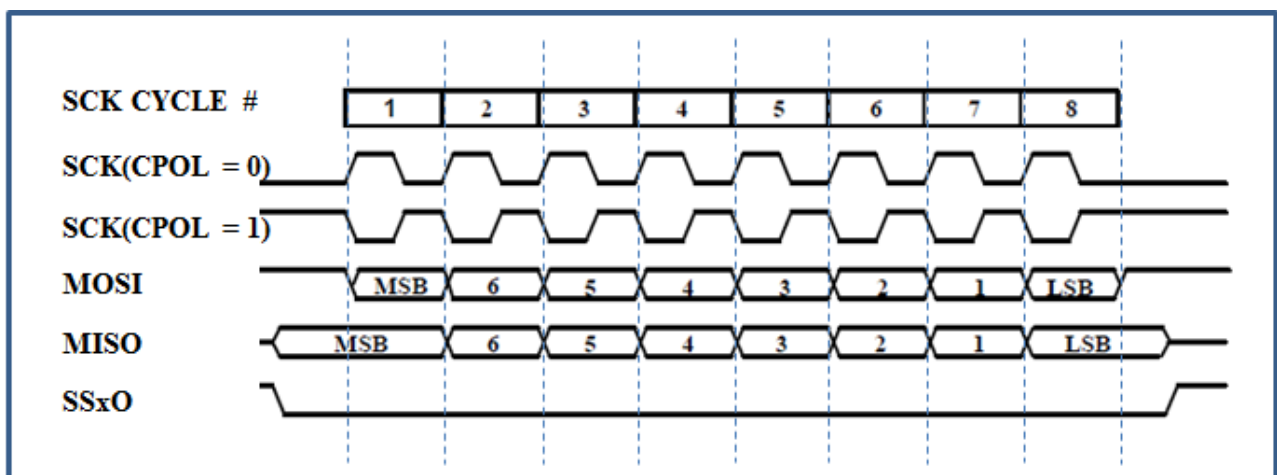 SCK CYCLE # 1 2 3 4 5 6 7 8
SCK(CPOL = 0)
SCK(CPOL = 1)
MOSI MSB 6 5 4 3 2 1 LSB
MISO MSB 6 5 4 3 2 1 LSB
SSxO